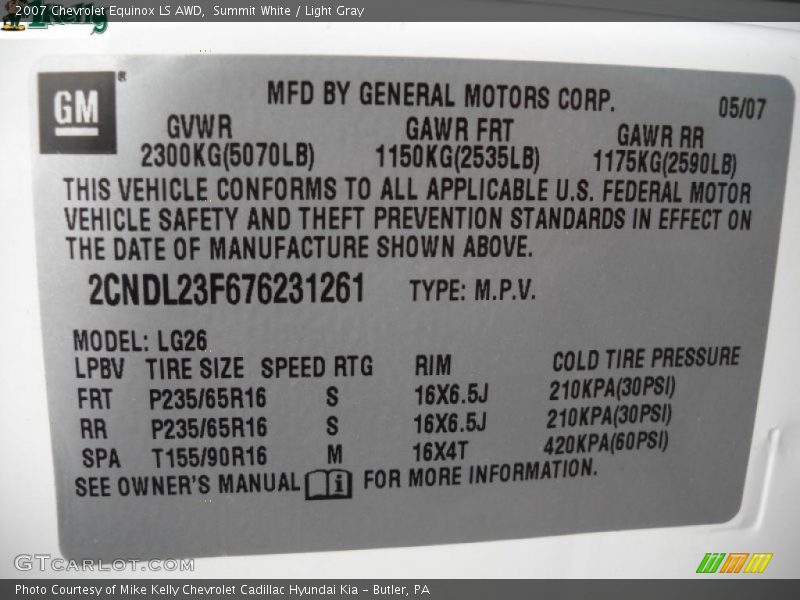 2007 Chevrolet Equinox LS AWD, Summit White / Light Gray
GM ®
MFD BY GENERAL MOTORS CORP. 05/07
GVWR GAWR FRT GAWR RR
2300KG(5070LB) 1150KG(2535LB) 1175KG(2590LB)
THIS VEHICLE CONFORMS TO ALL APPLICABLE U.S. FEDERAL MOTOR
VEHICLE SAFETY AND THEFT PREVENTION STANDARDS IN EFFECT ON
THE DATE OF MANUFACTURE SHOWN ABOVE.
2CNDL23F676231261 TYPE: M.P.V.
MODEL: LG26
LPBV TIRE SIZE SPEED RTG RIM COLD TIRE PRESSURE
FRT P235/65R16 S 16X6.5J 210KPA(30PSI)
RR P235/65R16 S 16X6.5J 210KPA(30PSI)
SPA T155/90R16 M 16X4T 420KPA(60PSI)
SEE OWNER'S MANUAL i FOR MORE INFORMATION.
GTCARLOT.COM
Photo Courtesy of Mike Kelly Chevrolet Cadillac Hyundai Kia - Butler, PA